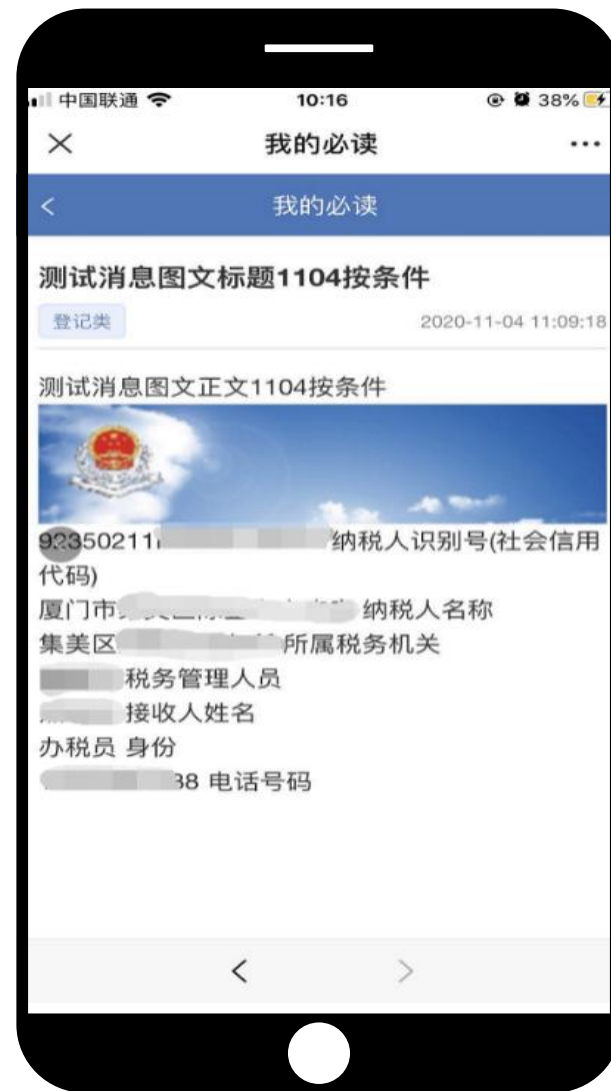 中国联通 10:16 38%
我的必读
我的必读
测试消息图文标题1104按条件
登记类 2020-11-04 11:09:18
测试消息图文正文1104按条件
92350211 纳税人识别号(社会信用
代码)
厦门市 纳税人名称
集美区 所属税务机关
税务管理人员
接收人姓名
办税员 身份
38 电话号码